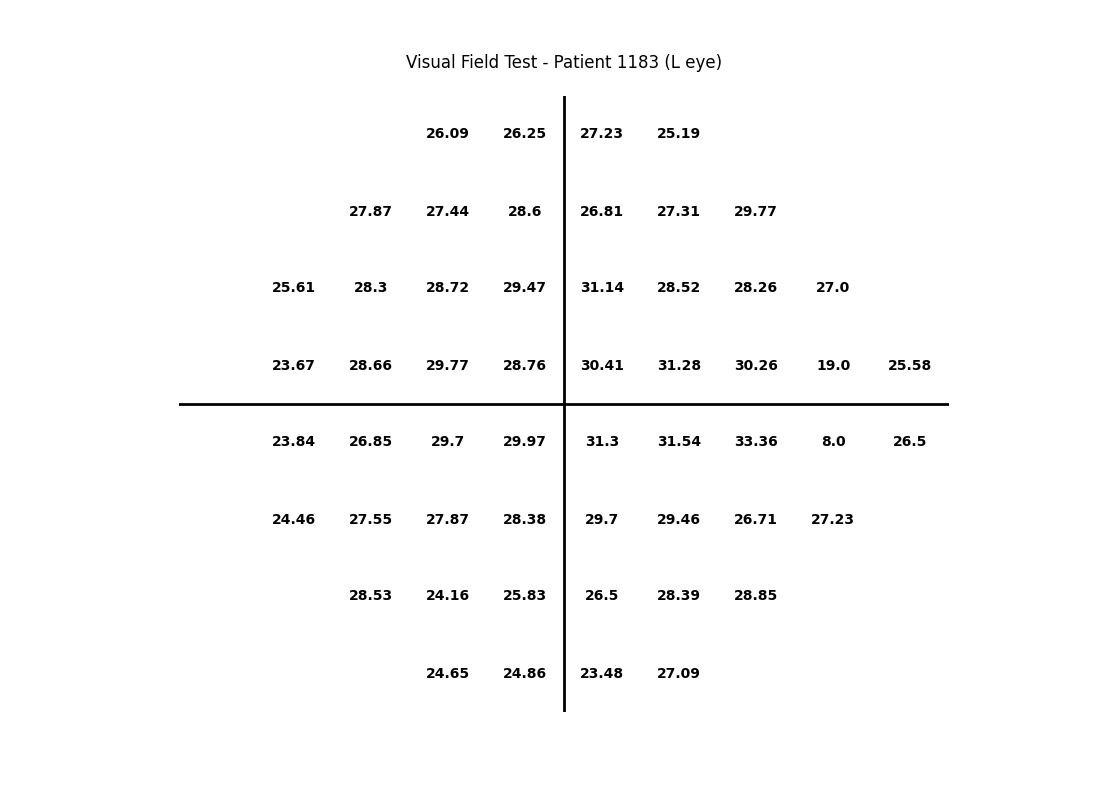 Visual Field Test - Patient 1183 (L eye)
26.09 26.25 27.23 25.19
27.87 27.44 28.6 26.81 27.31 29.77
25.61 28.3 28.72 29.47 31.14 28.52 28.26 27.0
23.67 28.66 29.77 28.76 30.41 31.28 30.26 19.0 25.58
23.84 26.85 29.7 29.97 31.3 31.54 33.36 8.0 26.5
24.46 27.55 27.87 28.38 29.7 29.46 26.71 27.23
28.53 24.16 25.83 26.5 28.39 28.85
24.65 24.86 23.48 27.09